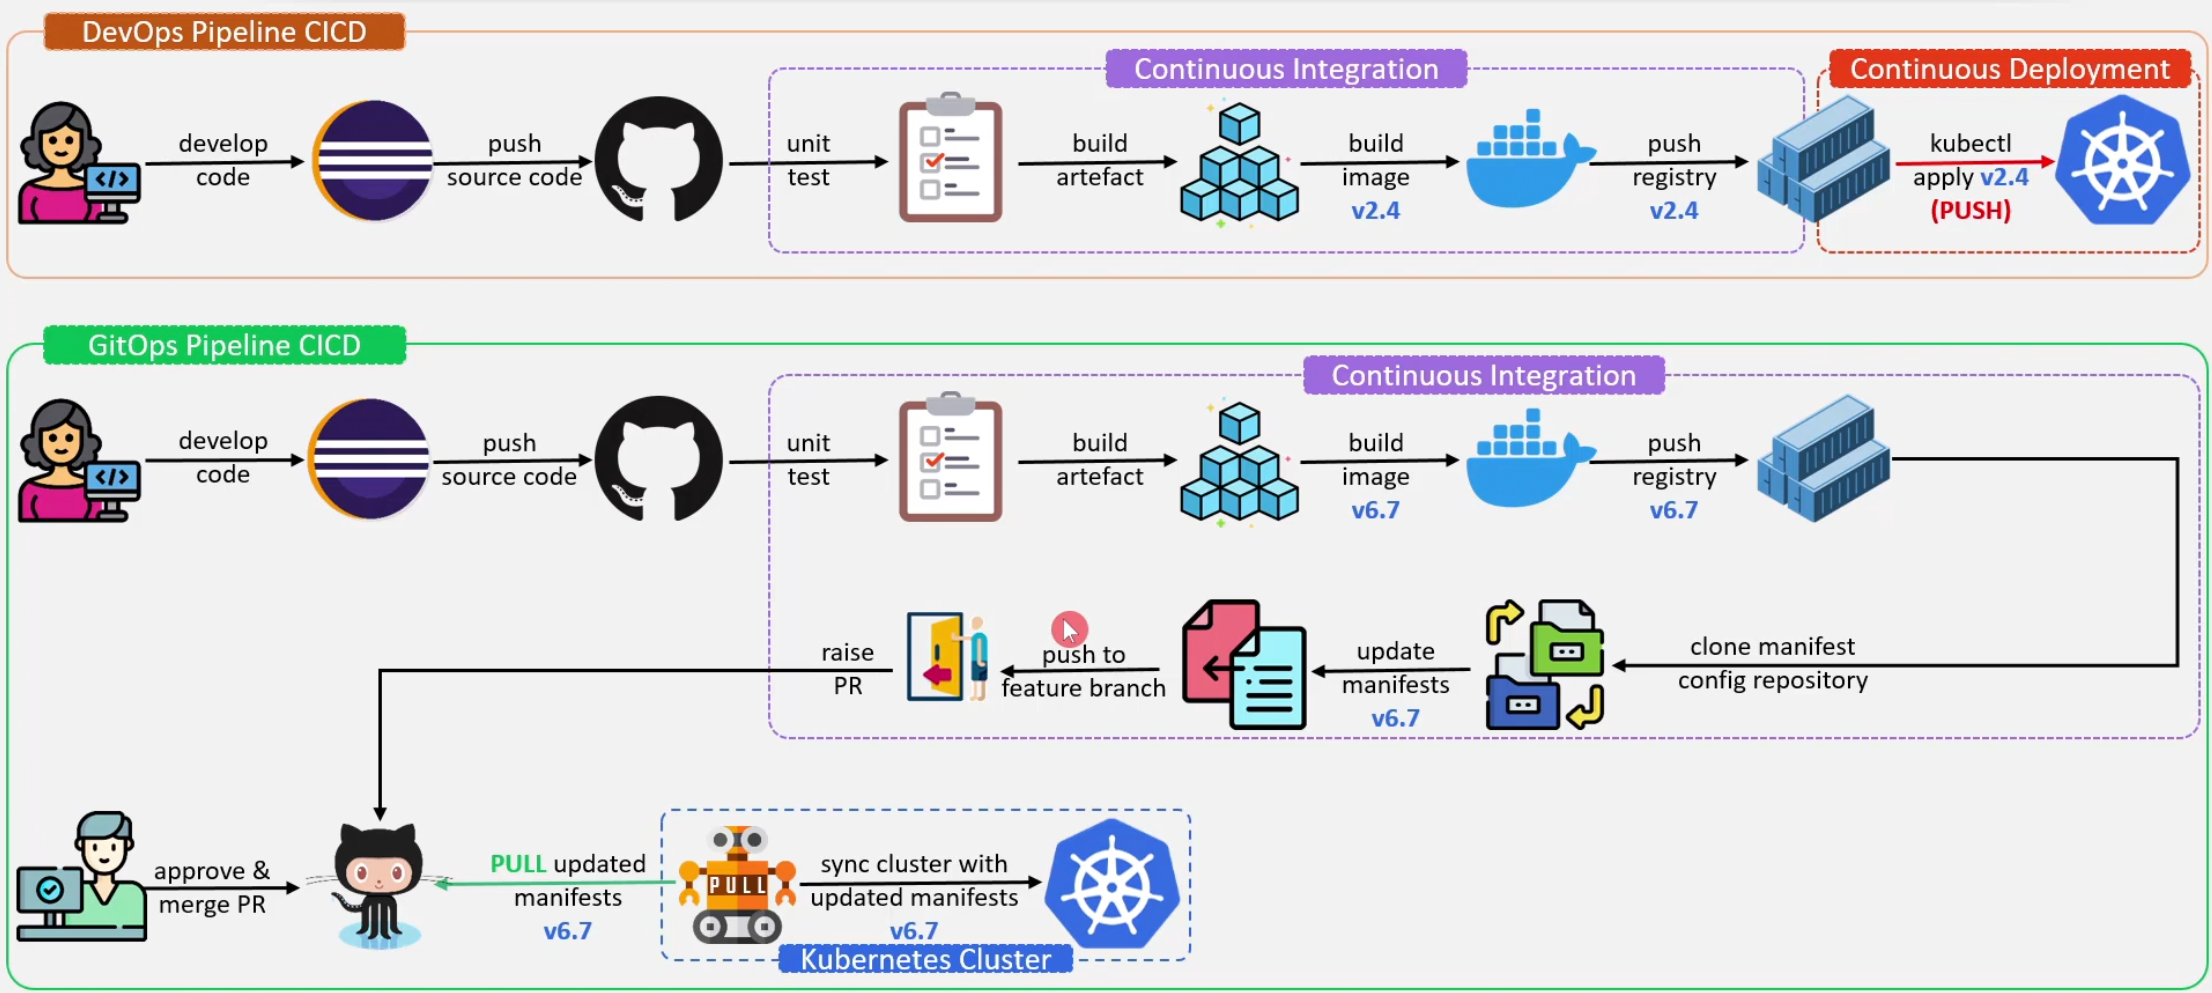 DevOps Pipeline CICD
Continuous Integration
Continuous Deployment
develop
code
push
source code
unit
test
build
artefact
build
image
v2.4
push
registry
v2.4
kubectl
apply v2.4
(PUSH)
</>
GitOps Pipeline CICD
Continuous Integration
develop
code
push
source code
unit
test
build
artefact
build
image
v6.7
push
registry
v6.7
</>
clone manifest
config repository
update
manifests
v6.7
push to
feature branch
raise
PR
approve &
merge PR
PULL updated
manifests
v6.7
PULL
sync cluster with
updated manifests
v6.7
Kubernetes Cluster